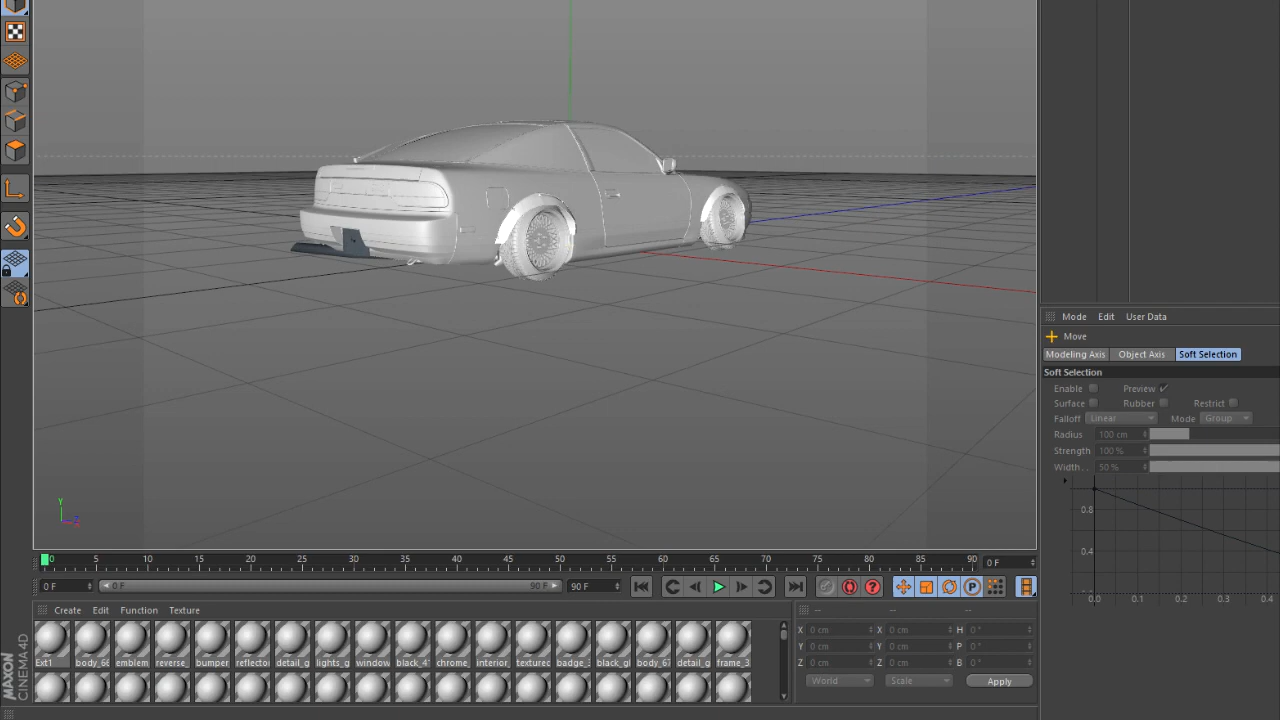 Mode Edit User Data
Move
Modeling Axis Object Axis Soft Selection
Soft Selection
Enable Preview
Surface Rubber Restrict
Falloff Linear Mode Group
Radius 100 cm
Strength 100 %
Width . . 50 %
0.8
0.4
0.0 0.1 0.2 0.3 0.4
Y
Z
0 5 10 15 20 25 30 35 40 45 50 55 60 65 70 75 80 85 90 0 F
0 F 0 F 90 F 90 F
Create Edit Function Texture
Ext1 body_66 emblem reverse_ bumper reflector detail_g lights_g window black_4 chrome_ interior_ textured badge_ black_gl body_67 detail_g frame_3
-- -- --
X 0 cm X 0 cm H 0 °
Y 0 cm Y 0 cm P 0 °
Z 0 cm Z 0 cm B 0 °
World Scale Apply
MAXON
CINEMA 4D